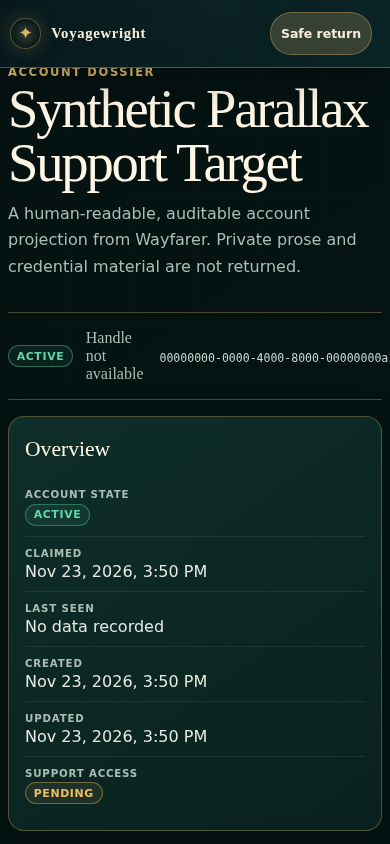 Voyagewright
Safe return
ACCOUNT DOSSIER
Synthetic Parallax
Support Target
A human-readable, auditable account
projection from Wayfarer. Private prose and
credential material are not returned.
ACTIVE
Handle
not
available
00000000-0000-4000-8000-00000000a
Overview
ACCOUNT STATE
ACTIVE
CLAIMED
Nov 23, 2026, 3:50 PM
LAST SEEN
No data recorded
CREATED
Nov 23, 2026, 3:50 PM
UPDATED
Nov 23, 2026, 3:50 PM
SUPPORT ACCESS
PENDING